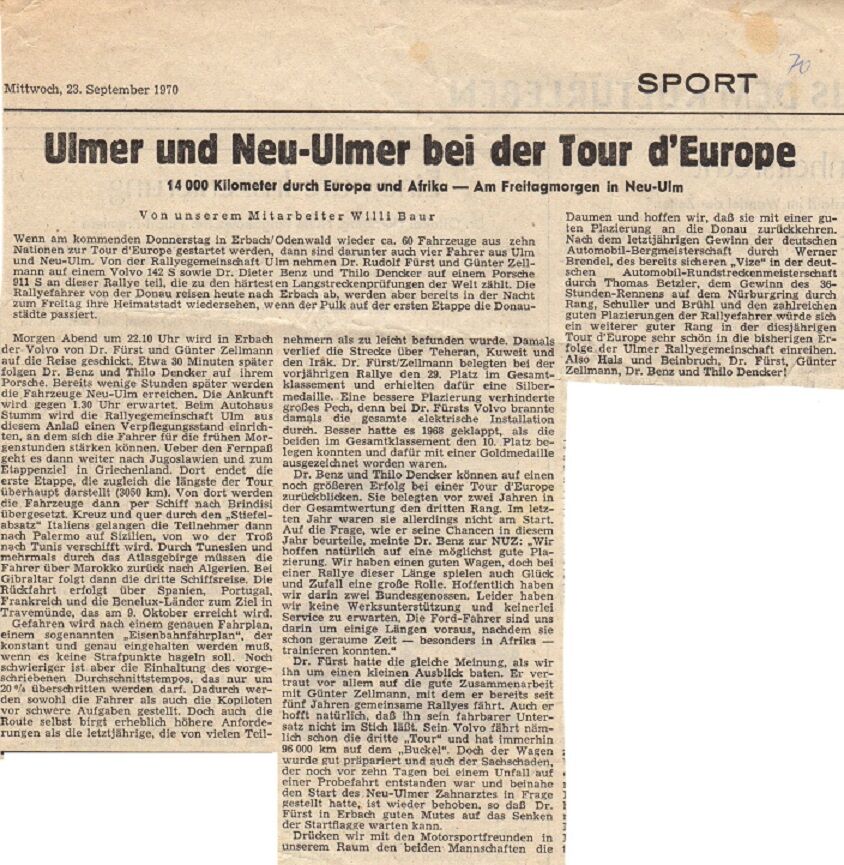 70
Mittwoch, 23. September 1970
SPORT
Ulmer und Neu-Ulmer bei der Tour d'Europe
14 000 Kilometer durch Europa und Afrika — Am Freitagmorgen in Neu-Ulm
Von unserem Mitarbeiter Willi Baur
Wenn am kommenden Donnerstag in Erbach/Odenwald wieder ca. 60 Fahrzeuge aus zehn
Nationen zur Tour d'Europe gestartet werden, dann sind darunter auch vier Fahrer aus Ulm
und Neu-Ulm. Von der Rallyegemeinschaft Ulm nehmen Dr. Rudolf Fürst und Günter Zell-
mann auf einem Volvo 142 S sowie Dr. Dieter Benz und Thilo Dencker auf einem Porsche
911 S an dieser Rallye teil, die zu den härtesten Langstreckenprüfungen der Welt zählt. Die
Rallyefahrer von der Donau reisen heute nach Erbach ab, werden aber bereits in der Nacht
zum Freitag ihre Heimatstadt wiedersehen, wenn der Pulk auf der ersten Etappe die Donau-
städte passiert.
Morgen Abend um 22.10 Uhr wird in Erbach
der Volvo von Dr. Fürst und Günter Zellmann
auf die Reise geschickt. Etwa 30 Minuten später
folgen Dr. Benz und Thilo Dencker auf ihrem
Porsche. Bereits wenige Stunden später werden
die Fahrzeuge Neu-Ulm erreichen. Die Ankunft
wird gegen 1.30 Uhr erwartet. Beim Autohaus
Stumm wird die Rallyegemeinschaft Ulm aus
diesem Anlaß einen Verpflegungsstand einrich-
ten, an dem sich die Fahrer für die frühen Mor-
genstunden stärken können. Ueber den Fernpaß
geht es dann weiter nach Jugoslawien und zum
Etappenziel in Griechenland. Dort endet die
erste Etappe, die zugleich die längste der Tour
überhaupt darstellt (3050 km). Von dort werden
die Fahrzeuge dann per Schiff nach Brindisi
übergesetzt. Kreuz und quer durch den „Stiefel-
absatz" Italiens gelangen die Teilnehmer dann
nach Palermo auf Sizilien, von wo der Troß
nach Tunis verschifft wird. Durch Tunesien und
mehrmals durch das Atlasgebirge müssen die
Fahrer über Marokko zurück nach Algerien. Bei
Gibraltar folgt dann die dritte Schiffsreise. Die
Rückfahrt erfolgt über Spanien, Portugal,
Frankreich und die Benelux-Länder zum Ziel in
Travemünde, das am 9. Oktober erreicht wird.
Gefahren wird nach einem genauen Fahrplan,
einem sogenannten „Eisenbahnfahrplan", der
konstant und genau eingehalten werden muß,
wenn es keine Strafpunkte hageln soll. Noch
schwieriger ist aber die Einhaltung des vorge-
schriebenen Durchschnittstempos, das nur um
20 % überschritten werden darf. Dadurch wer-
den sowohl die Fahrer als auch die Kopiloten
vor schwere Aufgaben gestellt. Doch auch die
Route selbst birgt erheblich höhere Anforde-
rungen als die letztjährige, die von vielen Teil-
nehmern als zu leicht befunden wurde. Damals
verlief die Strecke über Teheran, Kuweit und
den Irak. Dr. Fürst/Zellmann belegten bei der
vorjährigen Rallye den 29. Platz im Gesamt-
klassement und erhielten dafür eine Silber-
medaille. Eine bessere Plazierung verhinderte
großes Pech, denn bei Dr. Fürsts Volvo brannte
damals die gesamte elektrische Installation
durch. Besser hatte es 1968 geklappt, als die
beiden im Gesamtklassement den 10. Platz be-
legen konnten und dafür mit einer Goldmedaille
ausgezeichnet worden waren.
Dr. Benz und Thilo Dencker können auf einen
noch größeren Erfolg bei einer Tour d'Europe
zurückblicken. Sie belegten vor zwei Jahren in
der Gesamtwertung den dritten Rang. Im letz-
ten Jahr waren sie allerdings nicht am Start.
Auf die Frage, wie er seine Chancen in diesem
Jahr beurteile, meinte Dr. Benz zur NUZ: „Wir
hoffen natürlich auf eine möglichst gute Pla-
zierung. Wir haben einen guten Wagen, doch bei
einer Rallye dieser Länge spielen auch Glück
und Zufall eine große Rolle. Hoffentlich haben
wir darin zwei Bundesgenossen. Leider haben
wir keine Werksunterstützung und keinerlei
Service zu erwarten. Die Ford-Fahrer sind uns
darin um einige Längen voraus, nachdem sie
schon geraume Zeit — besonders in Afrika —
trainieren konnten."
Dr. Fürst hatte die gleiche Meinung, als wir
ihn um einen kleinen Ausblick baten. Er ver-
traut vor allem auf die gute Zusammenarbeit
mit Günter Zellmann, mit dem er bereits seit
fünf Jahren gemeinsame Rallyes fährt. Auch er
hofft natürlich, daß ihn sein fahrbarer Unter-
satz nicht im Stich läßt. Sein Volvo fährt näm-
lich schon die dritte „Tour" und hat immerhin
96 000 km auf dem „Buckel". Doch der Wagen
wurde gut präpariert und auch der Sachschaden,
der noch vor zehn Tagen bei einem Unfall auf
einer Probefahrt entstanden war und beinahe
den Start des Neu-Ulmer Zahnarztes in Frage
gestellt hatte, ist wieder behoben, so daß Dr.
Fürst in Erbach guten Mutes auf das Senken
der Startflagge warten kann.
Drücken wir mit den Motorsportfreunden in
unserem Raum den beiden Mannschaften die
Daumen und hoffen wir, daß sie mit einer gu-
ten Plazierung an die Donau zurückkehren.
Nach dem letztjährigen Gewinn der deutschen
Automobil-Bergmeisterschaft durch Werner
Brendel, des bereits sicheren „Vize" in der deut-
schen Automobil-Rundstreckenmeisterschaft
durch Thomas Betzler, dem Gewinn des 36-
Stunden-Rennens auf dem Nürburgring durch
Rang, Schuller und Brühl und den zahlreichen
guten Plazierungen der Rallyefahrer würde sich
ein weiterer guter Rang in der diesjährigen
Tour d'Europe sehr schön in die bisherigen Er-
folge der Ulmer Rallyegemeinschaft einreihen.
Also Hals und Beinbruch, Dr. Fürst, Günter
Zellmann, Dr. Benz und Thilo Dencker!